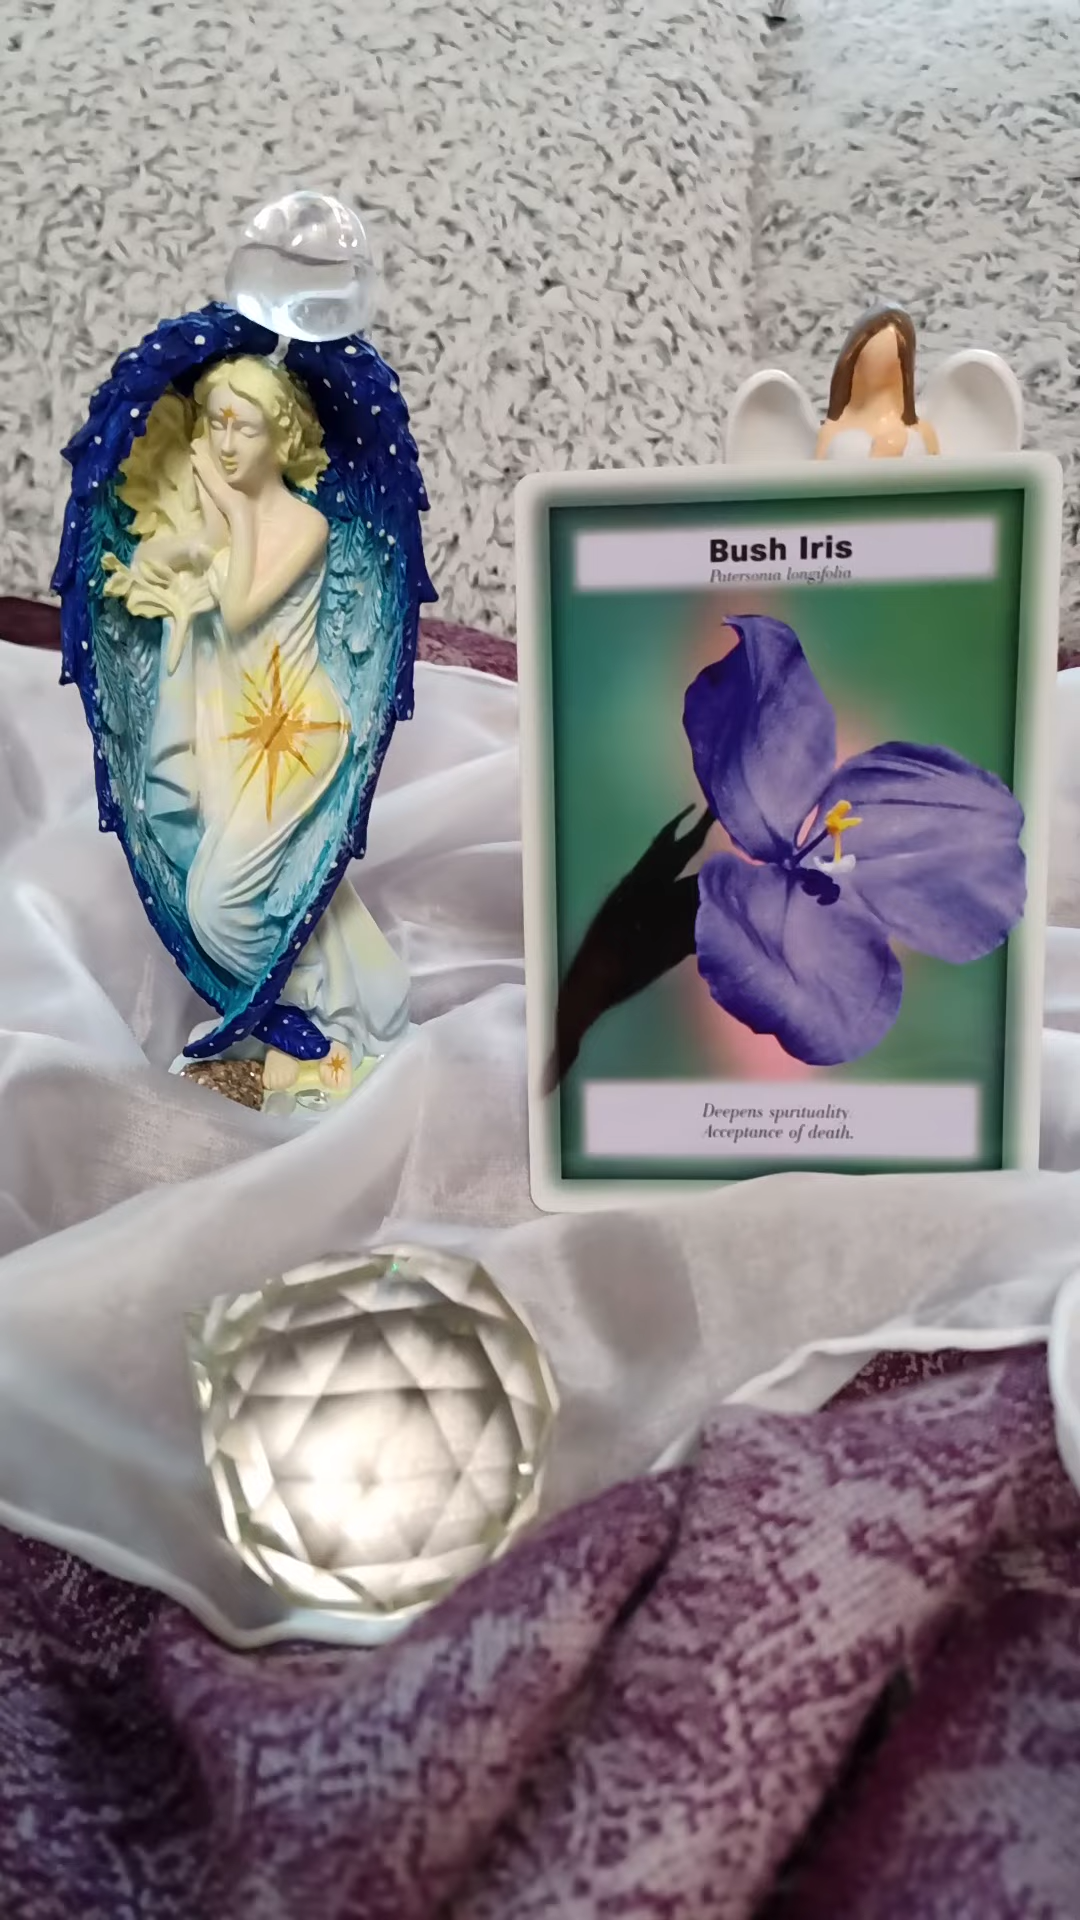 Bush Iris
Patersonia longifolia
Deepens spirituality.
Acceptance of death.